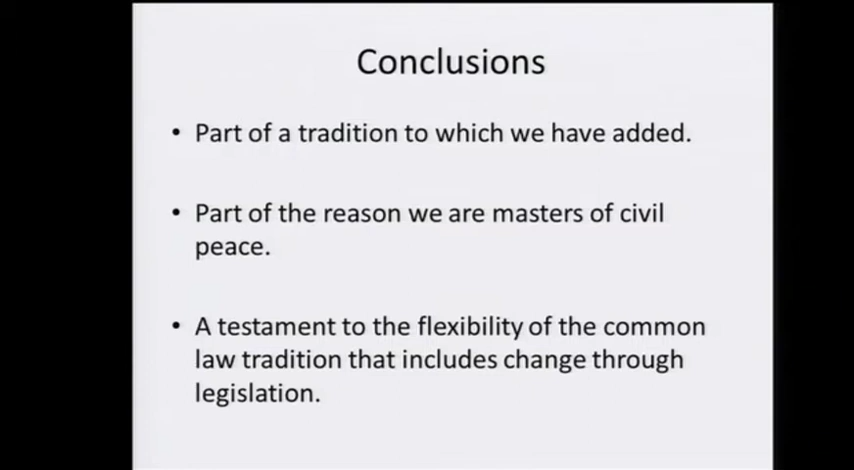 Conclusions
• Part of a tradition to which we have added.
• Part of the reason we are masters of civil
peace.
• A testament to the flexibility of the common
law tradition that includes change through
legislation.